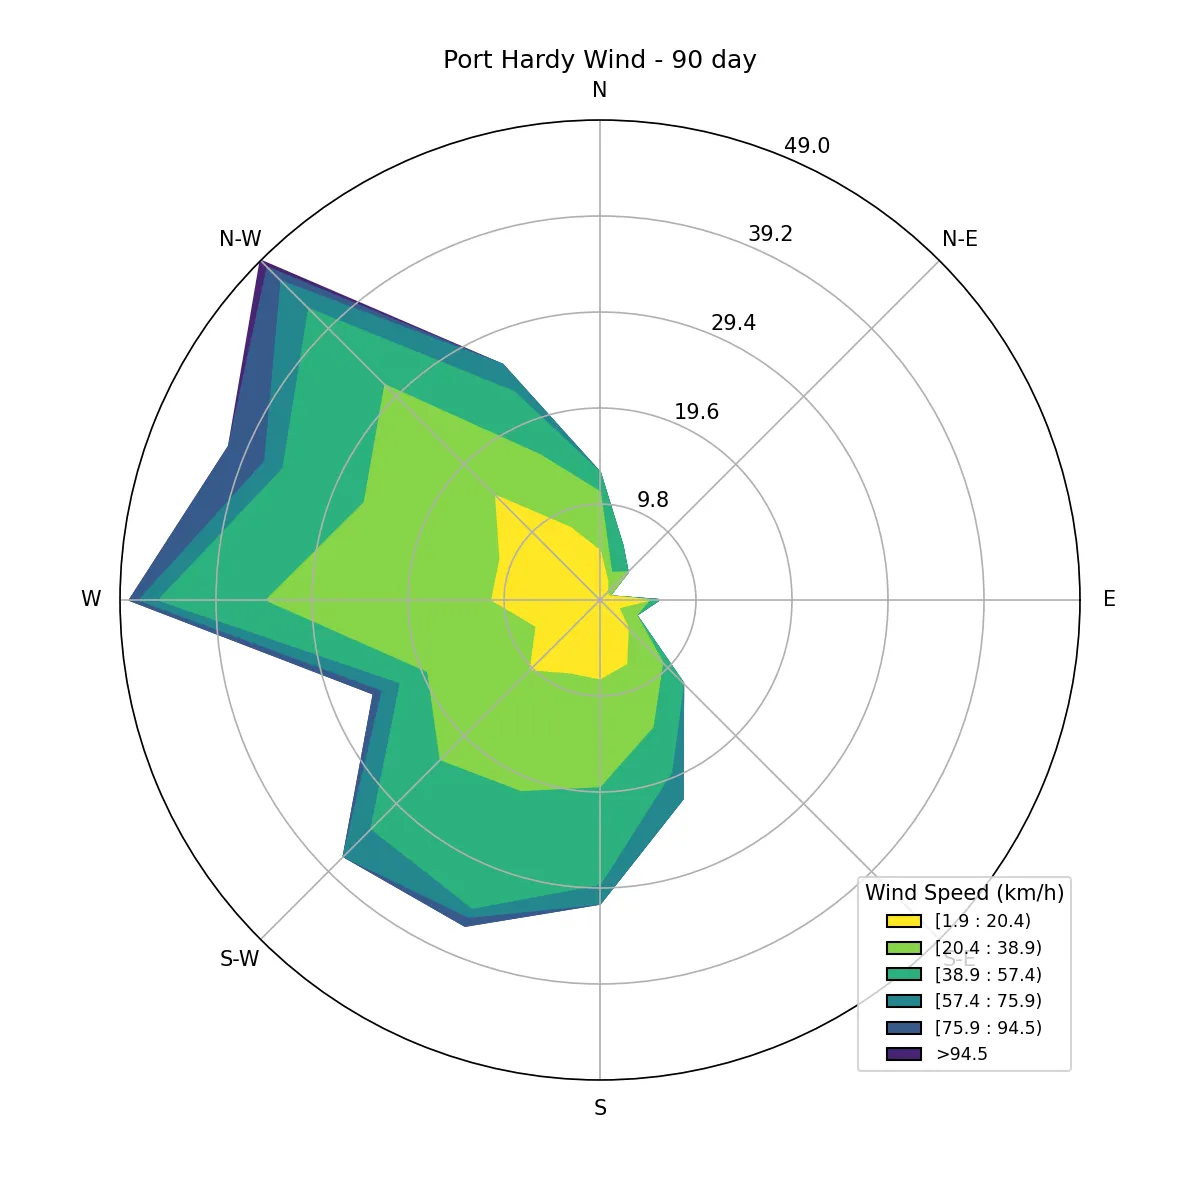 Port Hardy Wind - 90 day
N
49.0
39.2
N-W
N-E
29.4
19.6
9.8
W
E
Wind Speed (km/h)
[1.9 : 20.4)
[20.4 : 38.9)
S-W
S-E
[38.9 : 57.4)
[57.4 : 75.9)
[75.9 : 94.5)
>94.5
S